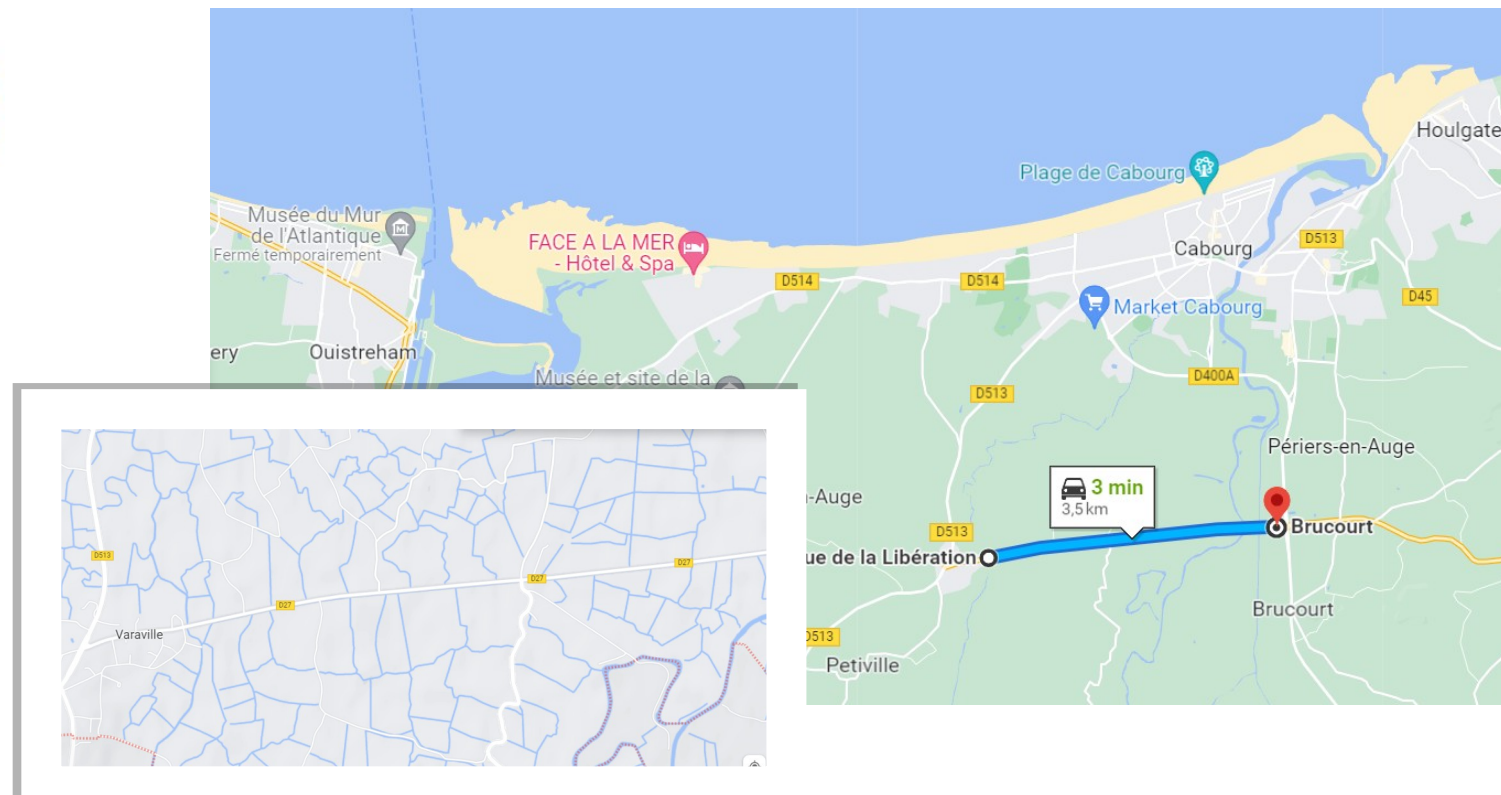 Houlgate
Plage de Cabourg
Musée du Mur
de l'Atlantique
Fermé temporairement
FACE A LA MER
- Hôtel & Spa
Cabourg
D513
D514
D514
D45
Market Cabourg
ery
Ouistreham
Musée et site de la
D400A
D513
Périers-en-Auge
-Auge
3 min
3,5 km
D513
Brucourt
ue de la Libération
Brucourt
D513
Petiville
D513
D27
D27
D27
Varaville